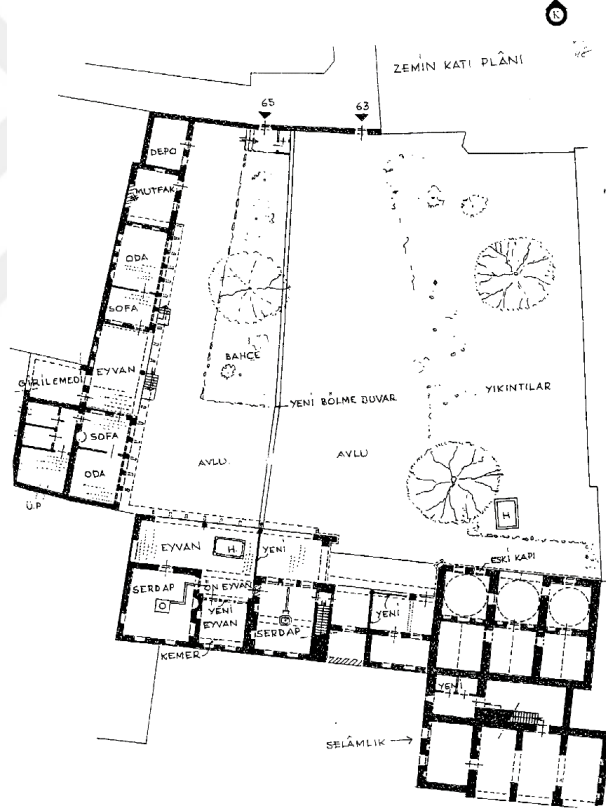 K
ZEMİN KATI PLÂNI
65
63
DEPO
MUTFAK
ODA
SOFA
BAHÇE
EYVAN
GİRİLEMEDİ
YENİ BÖLME DUVAR
YIKINTILAR
SOFA
AVLU
AVLU
ODA
Ü.P
H
EYVAN
H
YENİ
ESKİ KAPI
SERDAP
ÖN EYVAN
YENİ
EYVAN
YENİ
SERDAP
KEMER
YENİ
SELÂMLIK